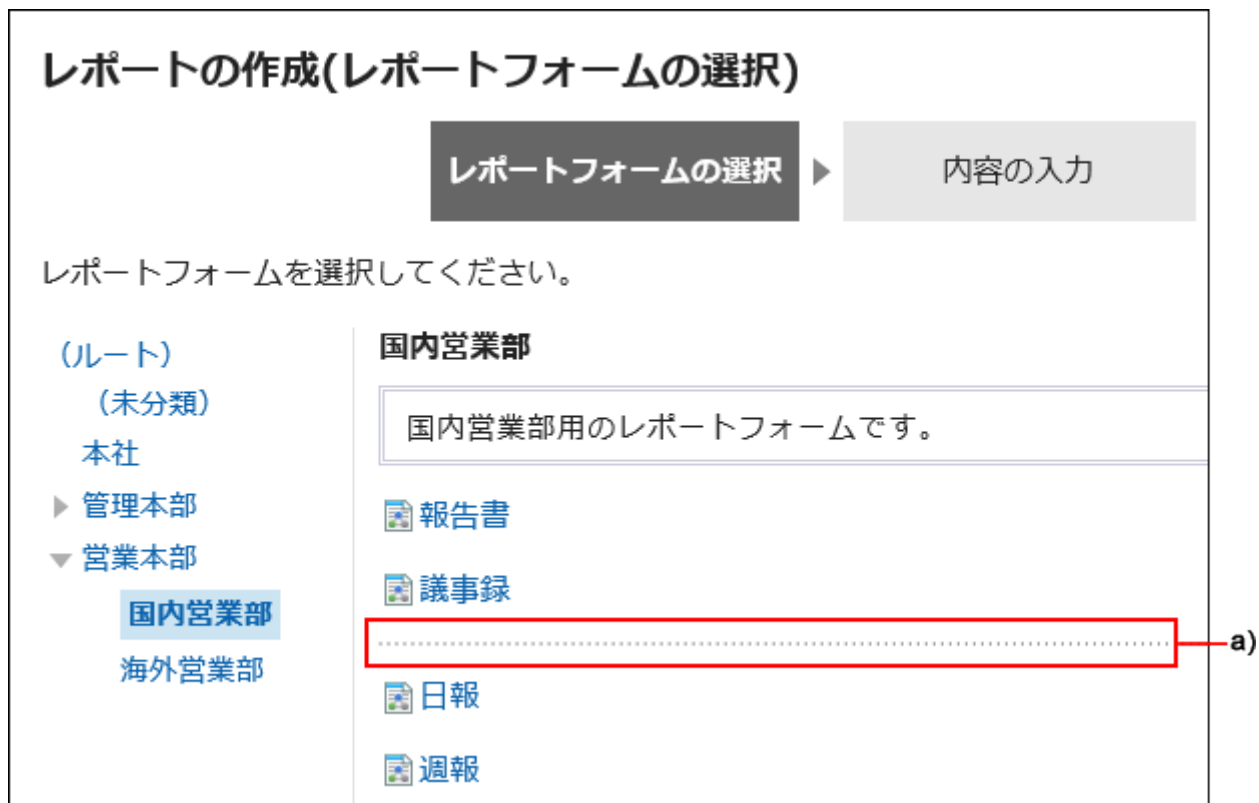 レポートの作成(レポートフォームの選択)
レポートフォームの選択
内容の入力
レポートフォームを選択してください。
（ルート）
（未分類）
本社
管理本部
営業本部
国内営業部
海外営業部
国内営業部
国内営業部用のレポートフォームです。
報告書
議事録
a)
日報
週報